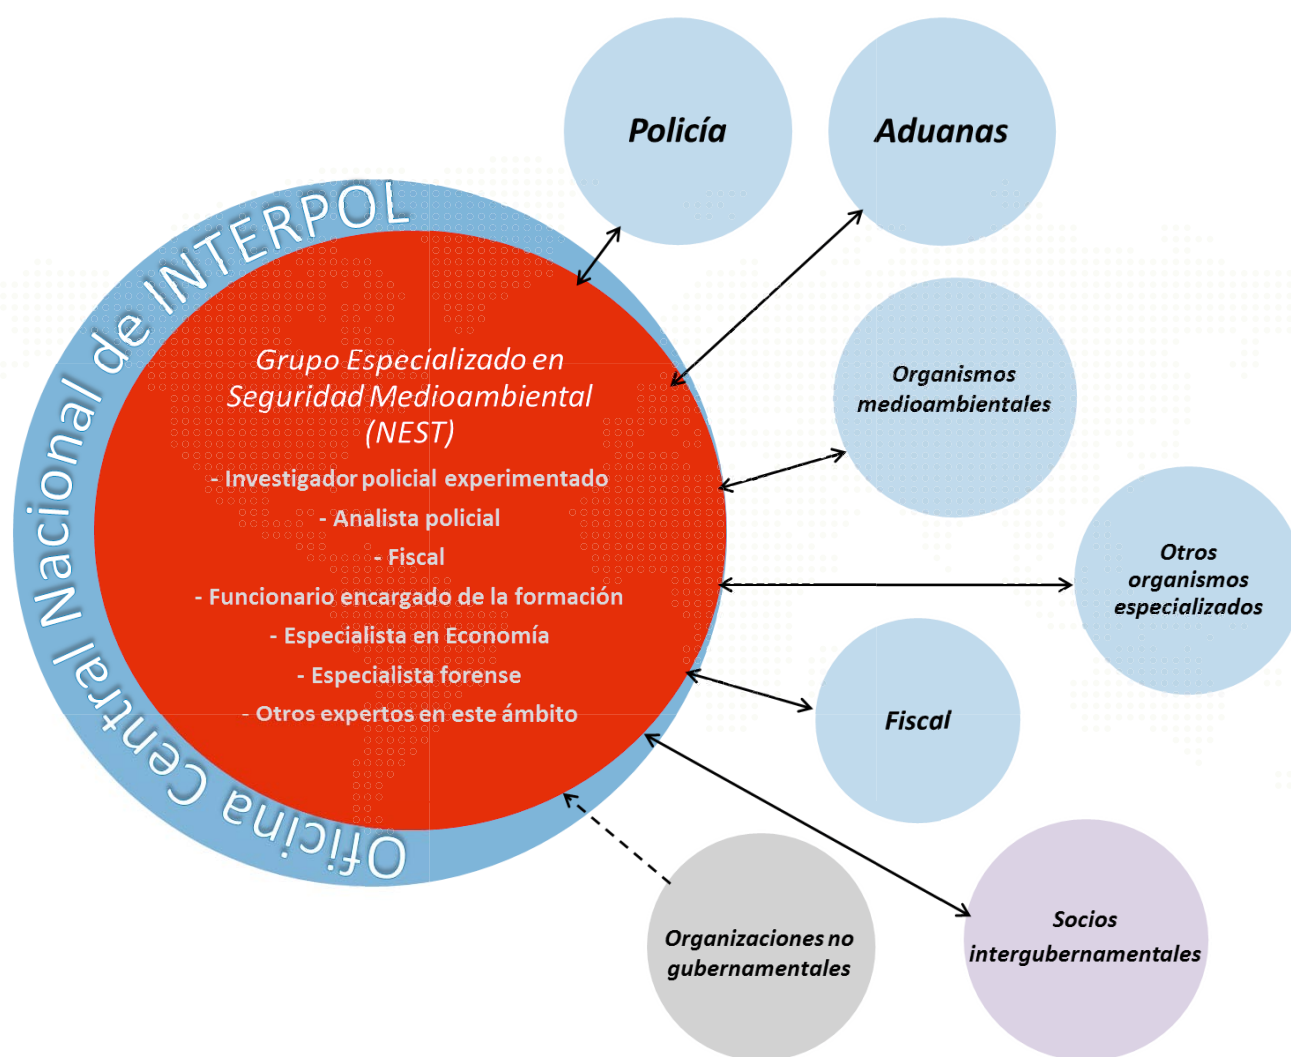 Policía
Aduanas
Oficina Central Nacional de INTERPOL
Grupo Especializado en
Seguridad Medioambiental
(NEST)
- Investigador policial experimentado
- Analista policial
- Fiscal
- Funcionario encargado de la formación
- Especialista en Economía
- Especialista forense
- Otros expertos en este ámbito
Organismos
medioambientales
Otros
organismos
especializados
Fiscal
Socios
intergubernamentales
Organizaciones no
gubernamentales